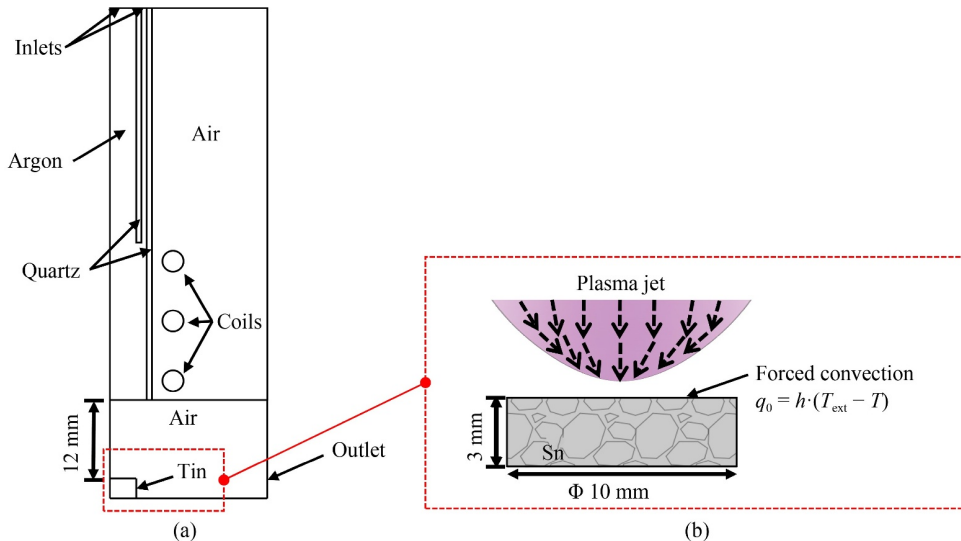 Inlets
Air
Argon
Quartz
Coils
Air
12 mm
Tin
Outlet
(a)
Plasma jet
Forced convection
q₀ = h·(Tₑₓₜ − T)
3 mm
Sn
Φ 10 mm
(b)